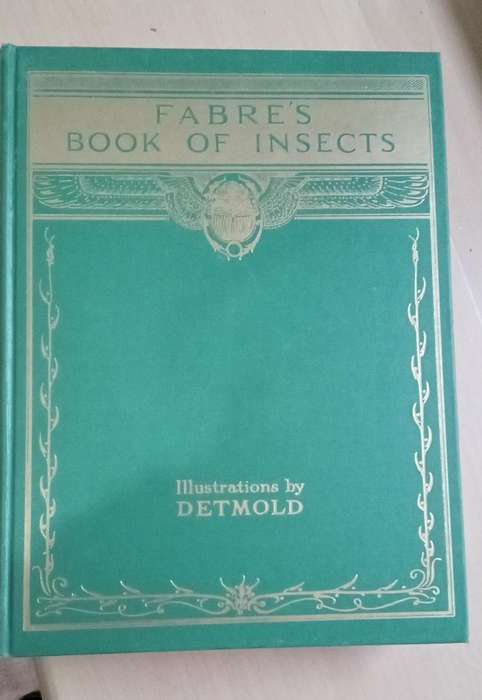 FABRE'S
BOOK OF INSECTS
Illustrations by
DETMOLD